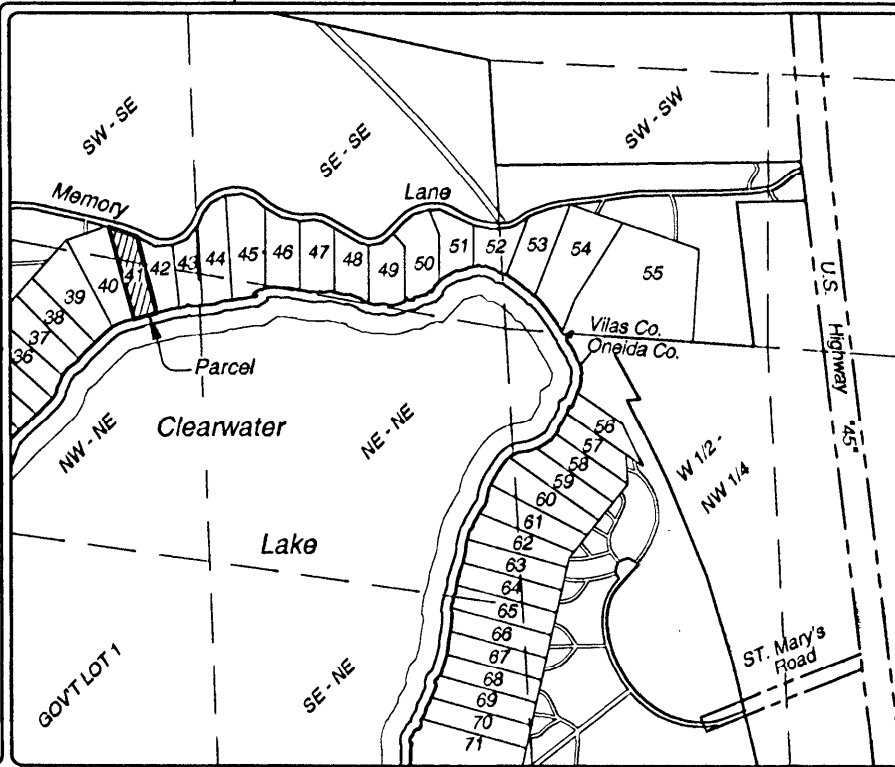 SW - SE
SE - SE
SW - SW
Memory
Lane
36
37
38
39
40
41
42
43
44
45
46
47
48
49
50
51
52
53
54
55
Parcel
Vilas Co.
Oneida Co.
U.S. Highway "45"
Clearwater
Lake
NW - NE
NE - NE
W 1/2 -
NW 1/4
56
57
58
59
60
61
62
63
64
65
66
67
68
69
70
71
GOV'T LOT 1
SE - NE
ST. Mary's
Road